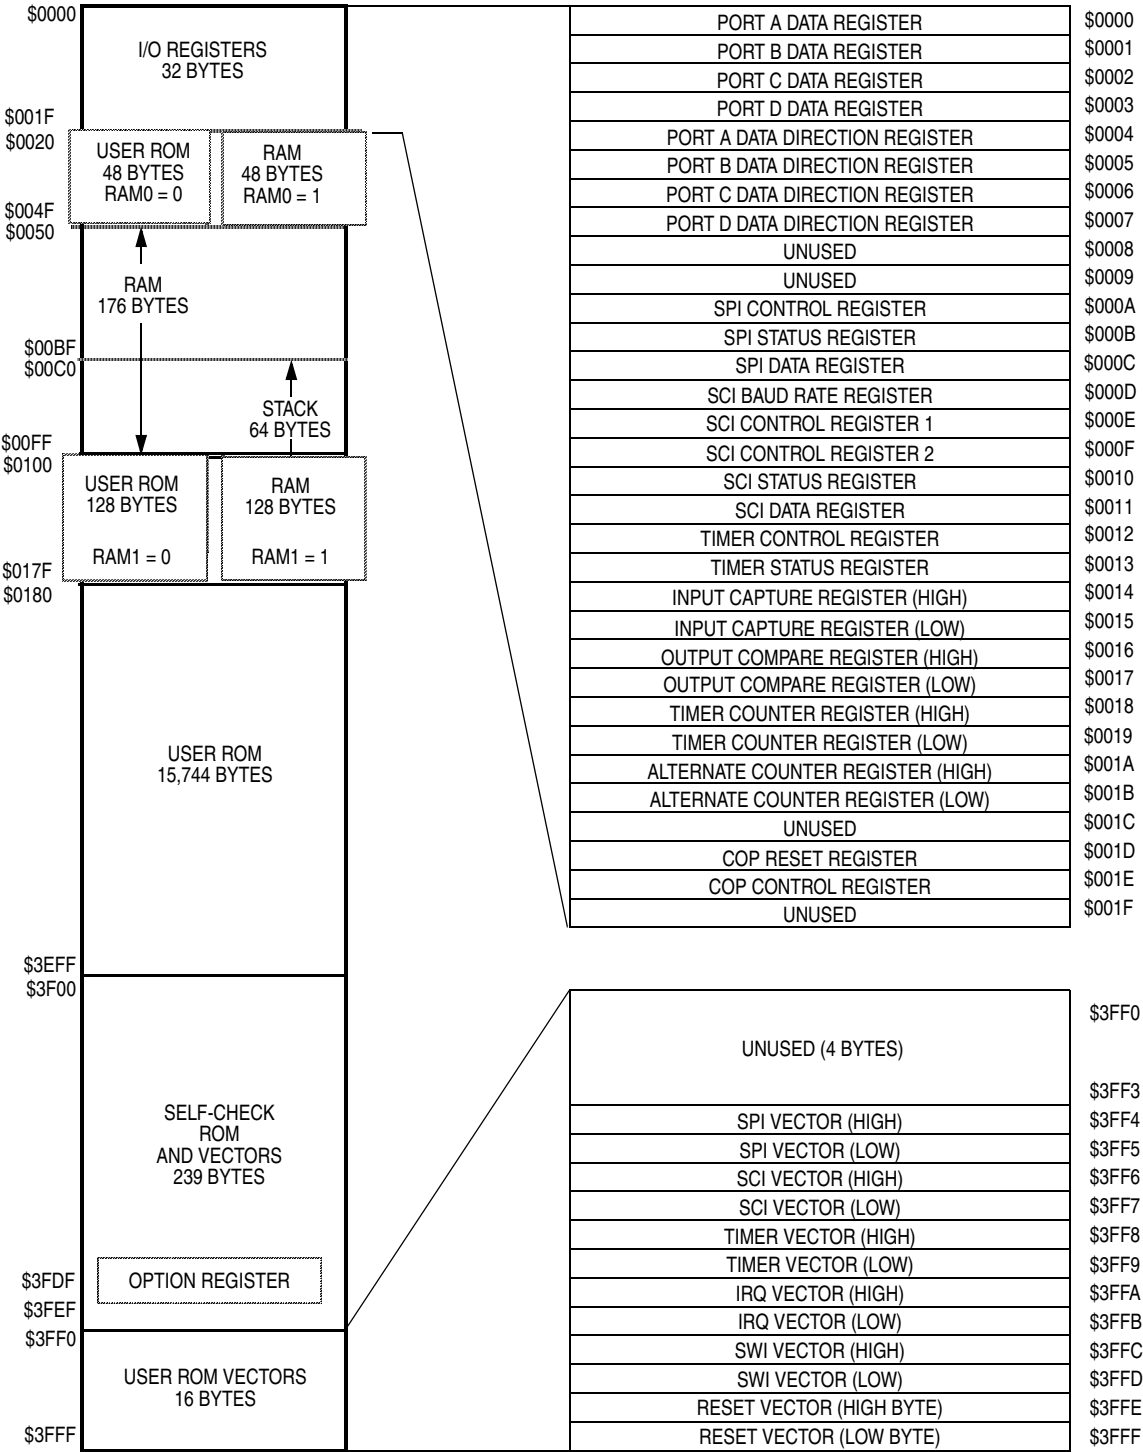 $0000
I/O REGISTERS
32 BYTES
$001F
$0020
USER ROM
48 BYTES
RAM0 = 0
RAM
48 BYTES
RAM0 = 1
$004F
$0050
RAM
176 BYTES
$00BF
$00C0
STACK
64 BYTES
$00FF
$0100
USER ROM
128 BYTES
RAM1 = 0
RAM
128 BYTES
RAM1 = 1
$017F
$0180
USER ROM
15,744 BYTES
$3EFF
$3F00
SELF-CHECK
ROM
AND VECTORS
239 BYTES
OPTION REGISTER
$3FDF
$3FEF
$3FF0
USER ROM VECTORS
16 BYTES
$3FFF
PORT A DATA REGISTER $0000
PORT B DATA REGISTER $0001
PORT C DATA REGISTER $0002
PORT D DATA REGISTER $0003
PORT A DATA DIRECTION REGISTER $0004
PORT B DATA DIRECTION REGISTER $0005
PORT C DATA DIRECTION REGISTER $0006
PORT D DATA DIRECTION REGISTER $0007
UNUSED $0008
UNUSED $0009
SPI CONTROL REGISTER $000A
SPI STATUS REGISTER $000B
SPI DATA REGISTER $000C
SCI BAUD RATE REGISTER $000D
SCI CONTROL REGISTER 1 $000E
SCI CONTROL REGISTER 2 $000F
SCI STATUS REGISTER $0010
SCI DATA REGISTER $0011
TIMER CONTROL REGISTER $0012
TIMER STATUS REGISTER $0013
INPUT CAPTURE REGISTER (HIGH) $0014
INPUT CAPTURE REGISTER (LOW) $0015
OUTPUT COMPARE REGISTER (HIGH) $0016
OUTPUT COMPARE REGISTER (LOW) $0017
TIMER COUNTER REGISTER (HIGH) $0018
TIMER COUNTER REGISTER (LOW) $0019
ALTERNATE COUNTER REGISTER (HIGH) $001A
ALTERNATE COUNTER REGISTER (LOW) $001B
UNUSED $001C
COP RESET REGISTER $001D
COP CONTROL REGISTER $001E
UNUSED $001F
$3FF0
UNUSED (4 BYTES)
$3FF3
SPI VECTOR (HIGH) $3FF4
SPI VECTOR (LOW) $3FF5
SCI VECTOR (HIGH) $3FF6
SCI VECTOR (LOW) $3FF7
TIMER VECTOR (HIGH) $3FF8
TIMER VECTOR (LOW) $3FF9
IRQ VECTOR (HIGH) $3FFA
IRQ VECTOR (LOW) $3FFB
SWI VECTOR (HIGH) $3FFC
SWI VECTOR (LOW) $3FFD
RESET VECTOR (HIGH BYTE) $3FFE
RESET VECTOR (LOW BYTE) $3FFF